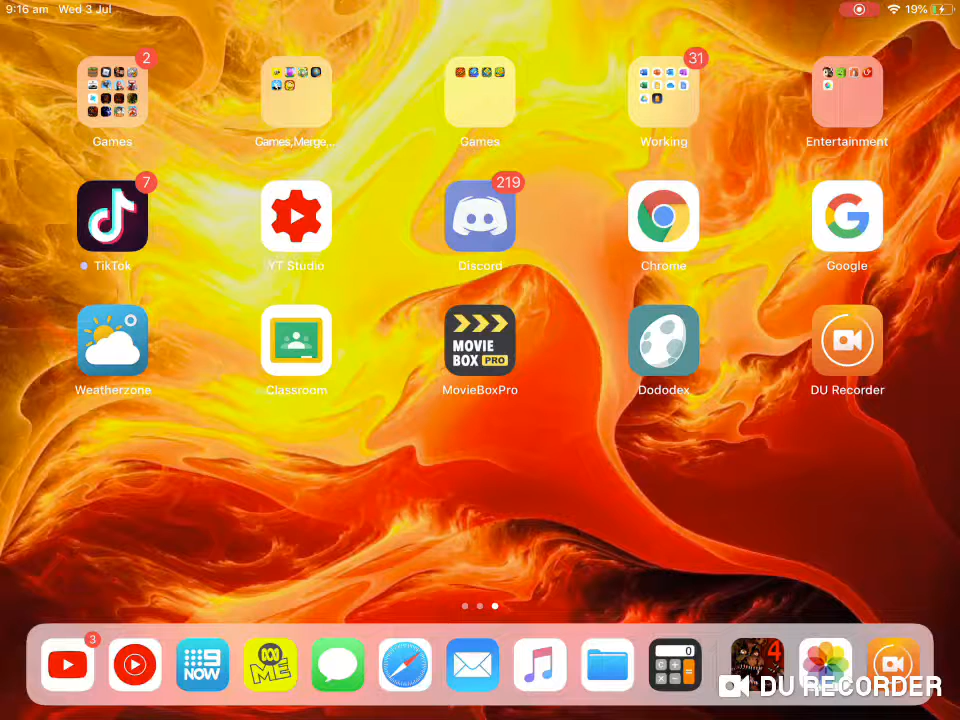 9:16 am Wed 3 Jul
19%
2
31
Games
Games,Merge,...
Games
Working
Entertainment
7
219
TikTok
YT Studio
Discord
Chrome
Google
MOVIE
BOX PRO
Weatherzone
Classroom
MovieBoxPro
Dododex
DU Recorder
3
9
NOW
ME
0
4
DU RECORDER